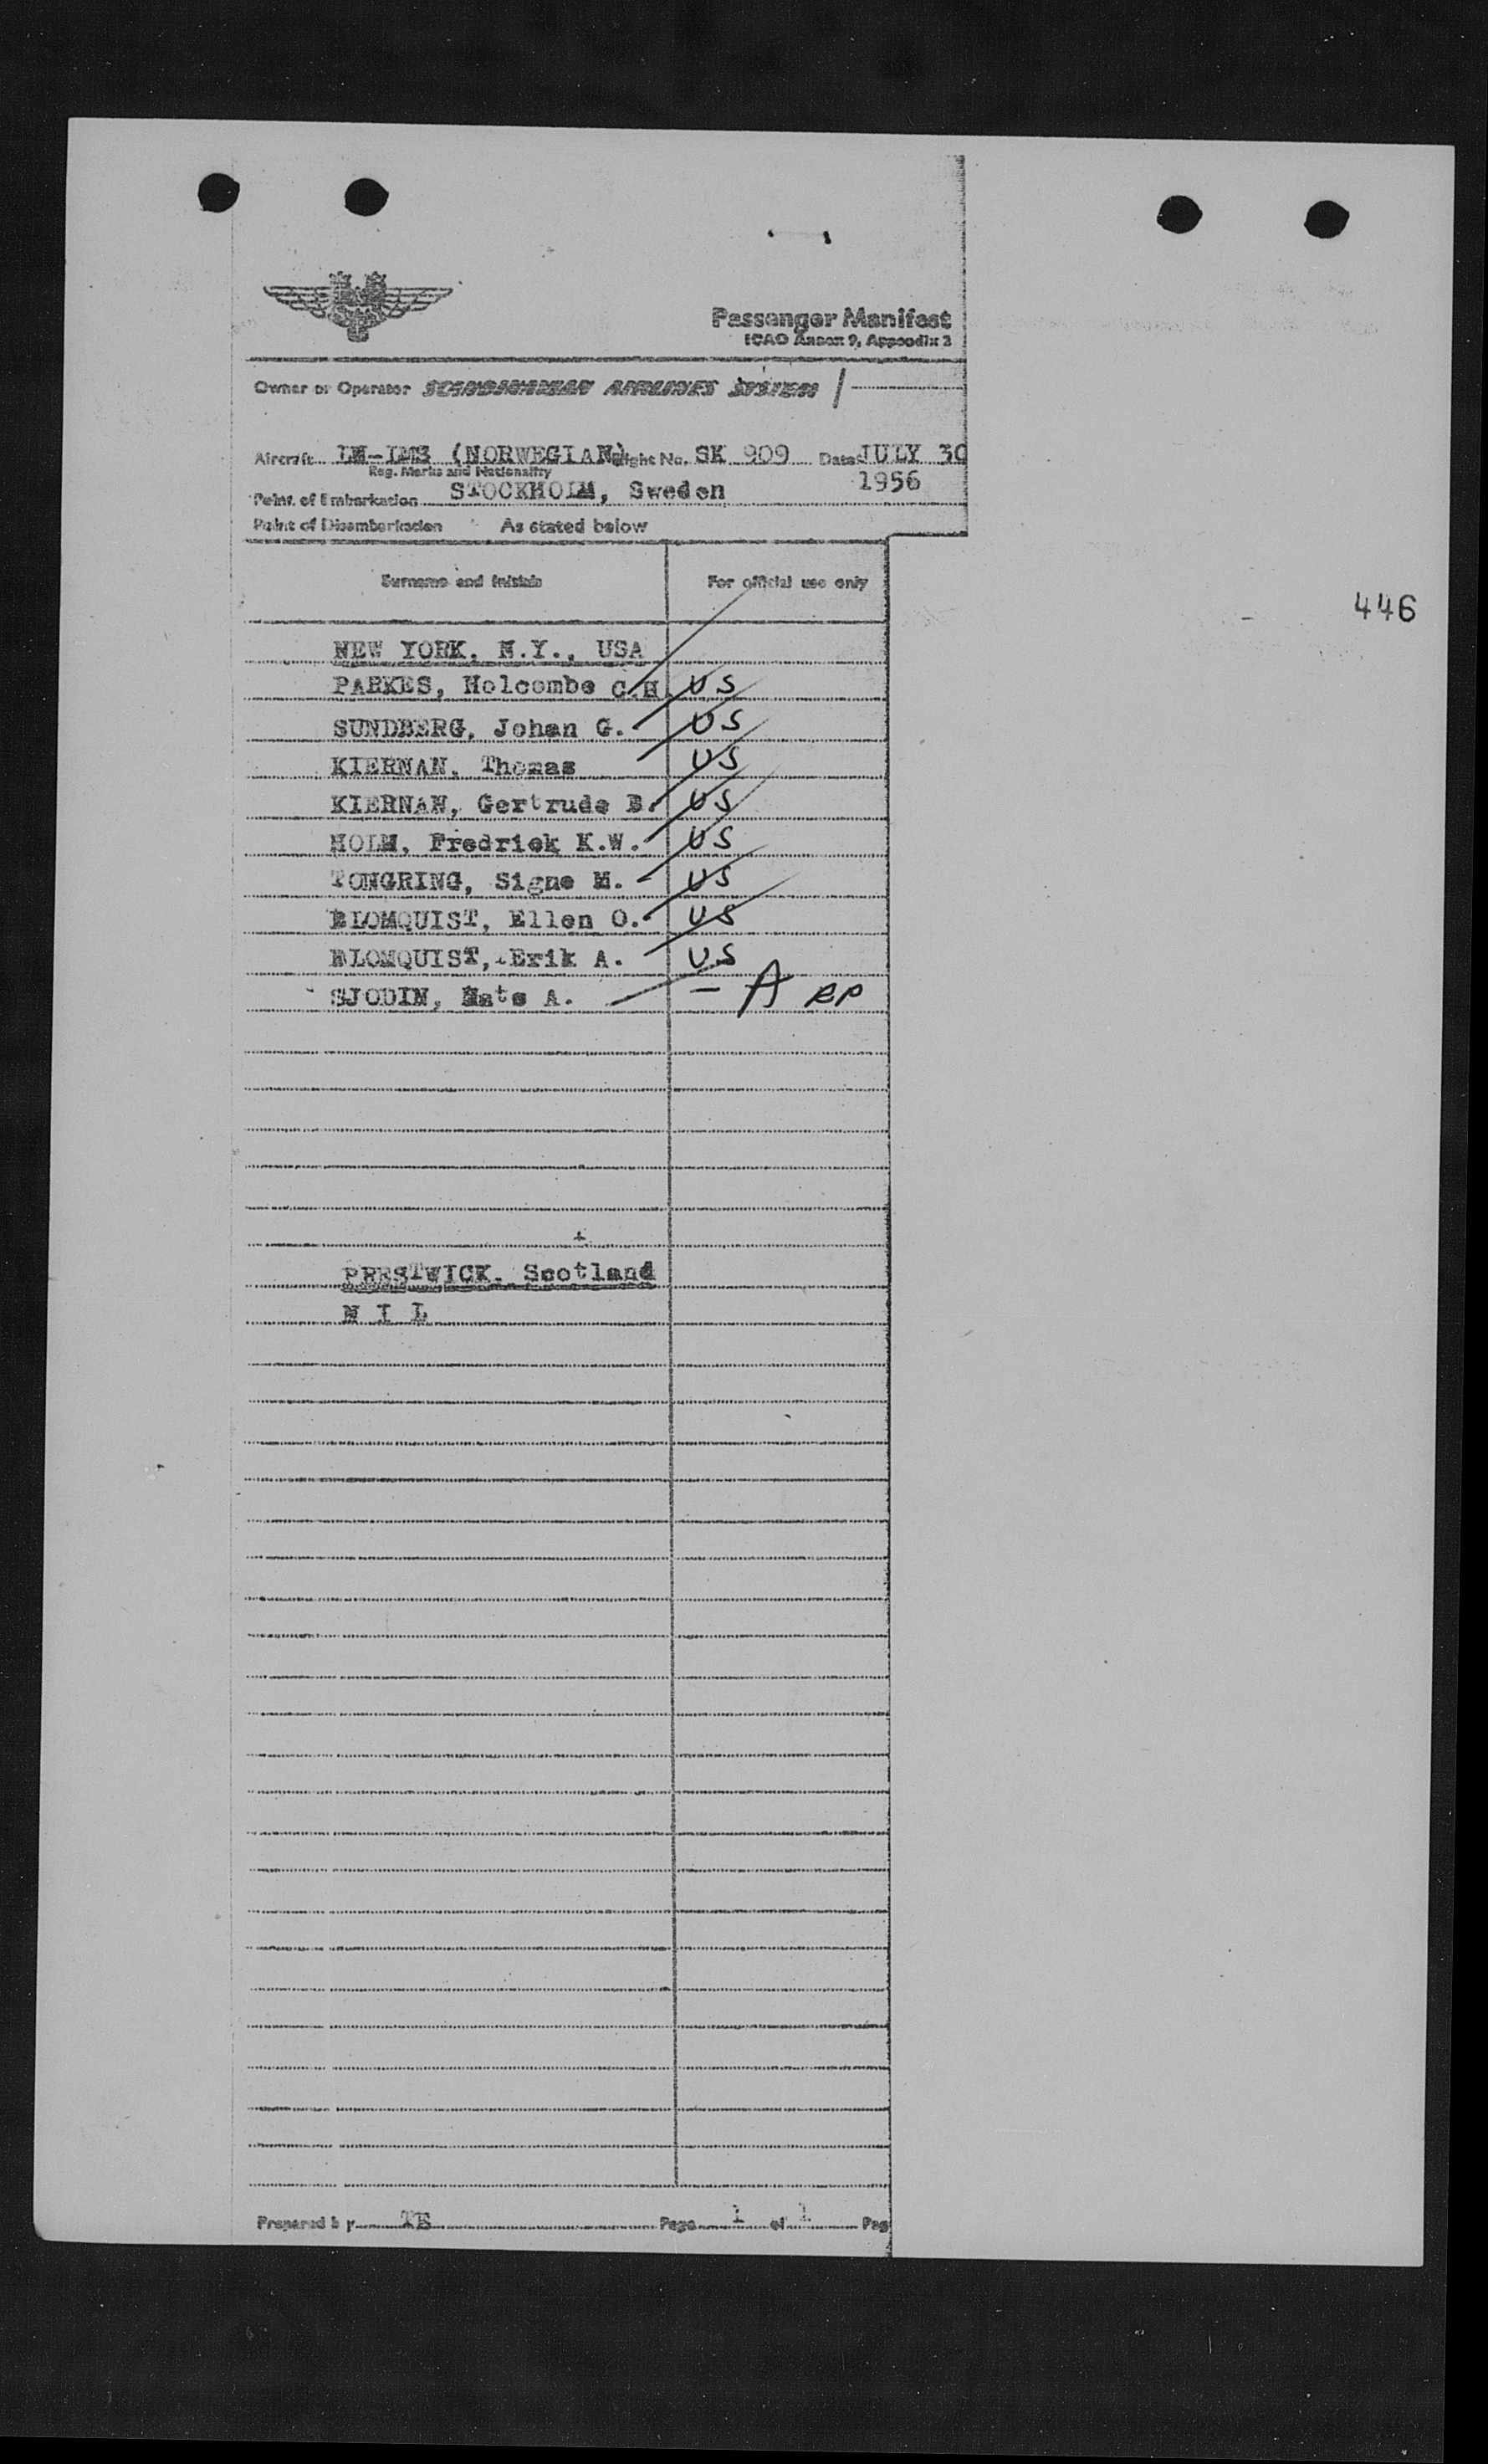 Passenger Manifest
ICAO Annex 9, Appendix 3
Owner or Operator SCANDINAVIAN AIRLINES SYSTEM /
Aircraft (NORWEGIAN) Flight No. SK 909 Date JULY 30
Reg. Marks and Nationality
1956
Point of Embarkation STOCKHOLM, Sweden
Point of Disembarkation As stated below
Surname and Initials For official use only
446
NEW YORK, N.Y., USA
PARKES, Holcombe C.H. US
SUNDBERG, Johan G. US
KIERNAN, Thomas US
KIERNAN, Gertrude B. US
HOLM, Fredrick K.W. US
TONGRING, Signe M. US
BLOMQUIST, Ellen O. US
BLOMQUIST, Erik A. US
SJODIN, Mats A. - A RP
PRESTWICK, Scotland
N I L
Prepared by TE Page 1 of 1 Pag